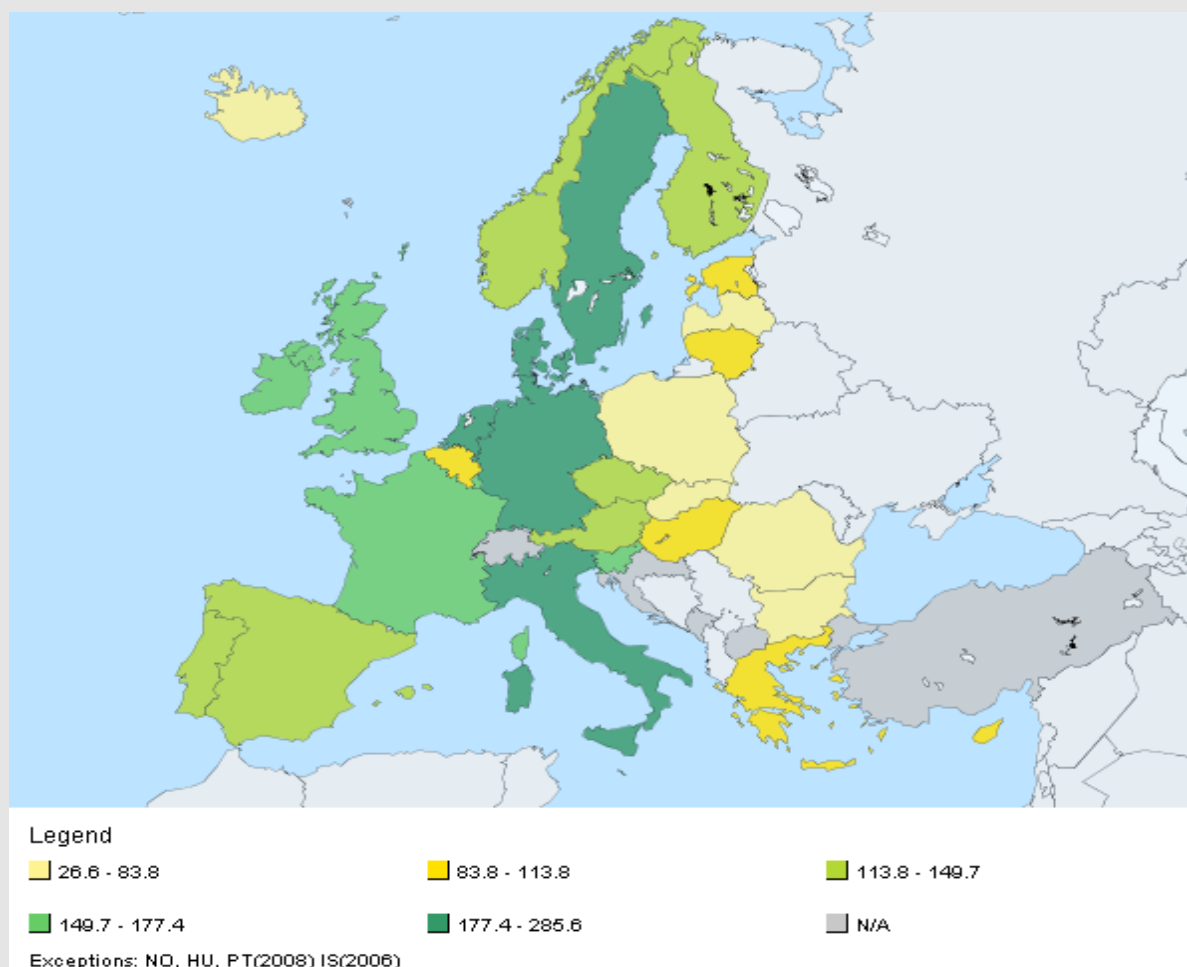 Legend
26.6 - 83.8
83.8 - 113.8
113.8 - 149.7
149.7 - 177.4
177.4 - 285.6
N/A
Exceptions: NO, HU, PT(2008) IS(2006)